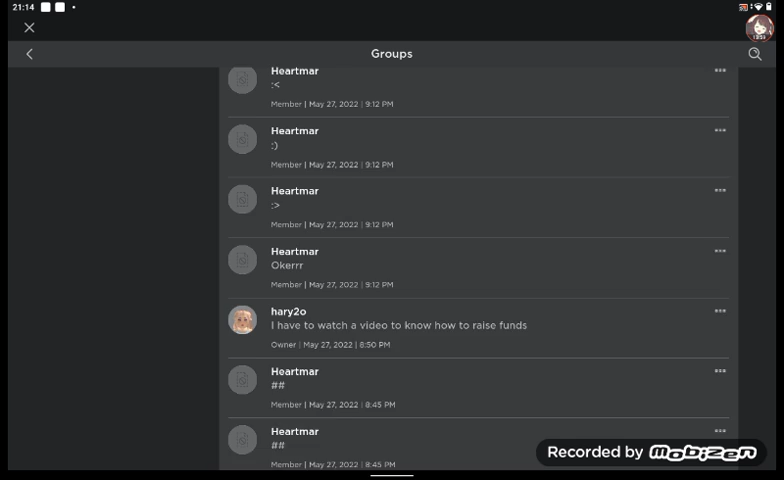 21:14
Groups
Heartmar
:<
Member | May 27, 2022 | 9:12 PM
Heartmar
:)
Member | May 27, 2022 | 9:12 PM
Heartmar
:>
Member | May 27, 2022 | 9:12 PM
Heartmar
Okerrr
Member | May 27, 2022 | 9:12 PM
hary2o
I have to watch a video to know how to raise funds
Owner | May 27, 2022 | 8:50 PM
Heartmar
##
Member | May 27, 2022 | 8:45 PM
Heartmar
##
Member | May 27, 2022 | 8:45 PM
Recorded by Mobizen